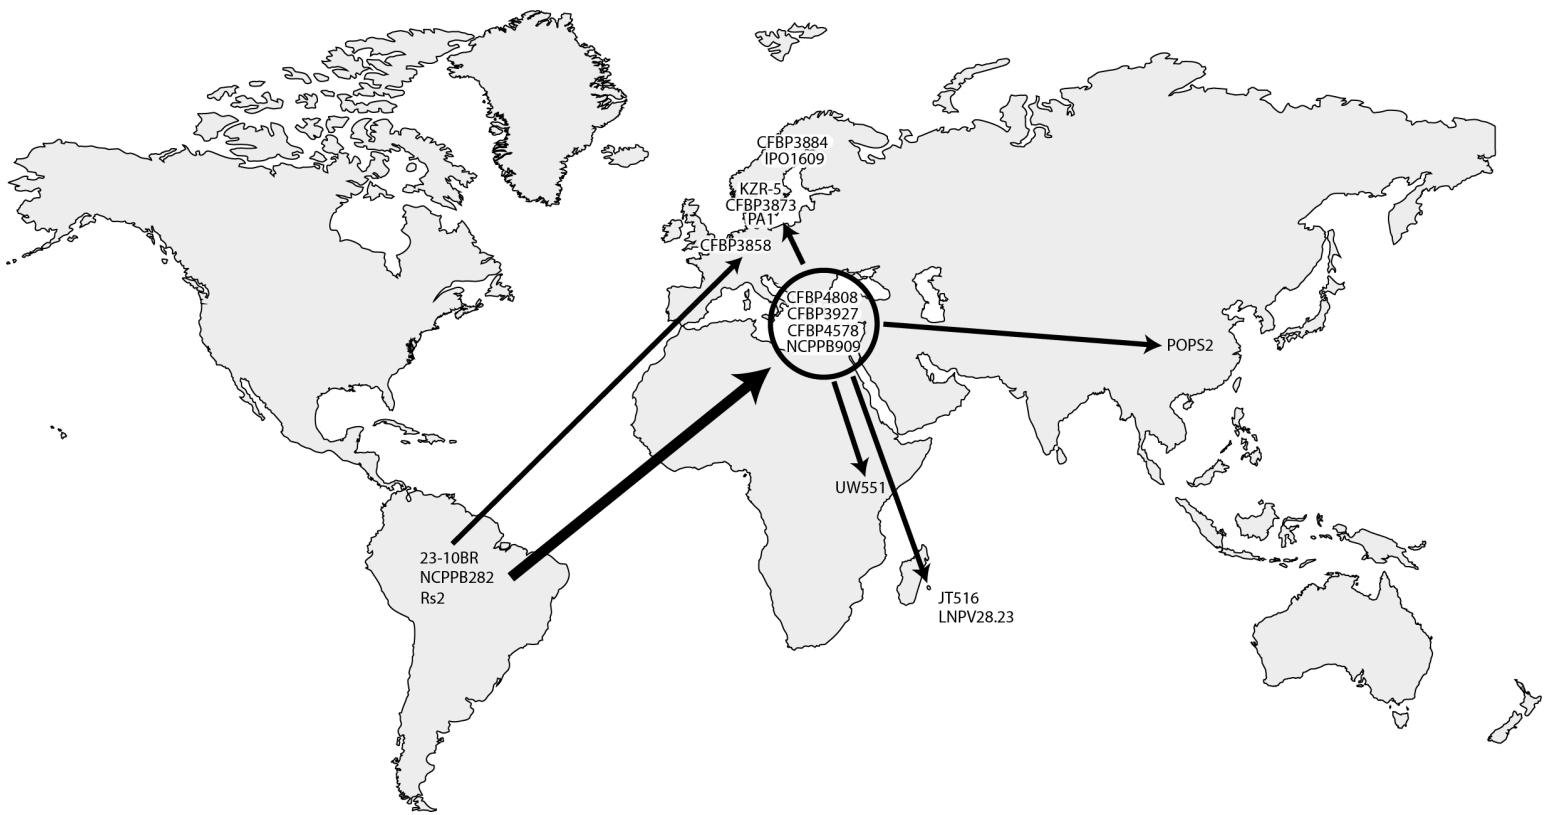 CFBP3884
IPO1609
KZR-5
CFBP3873
PA1
CFBP3858
CFBP4808
CFBP3927
CFBP4578
NCPPB909
POPS2
UW551
23-10BR
NCPPB282
Rs2
JT516
LNPV28.23